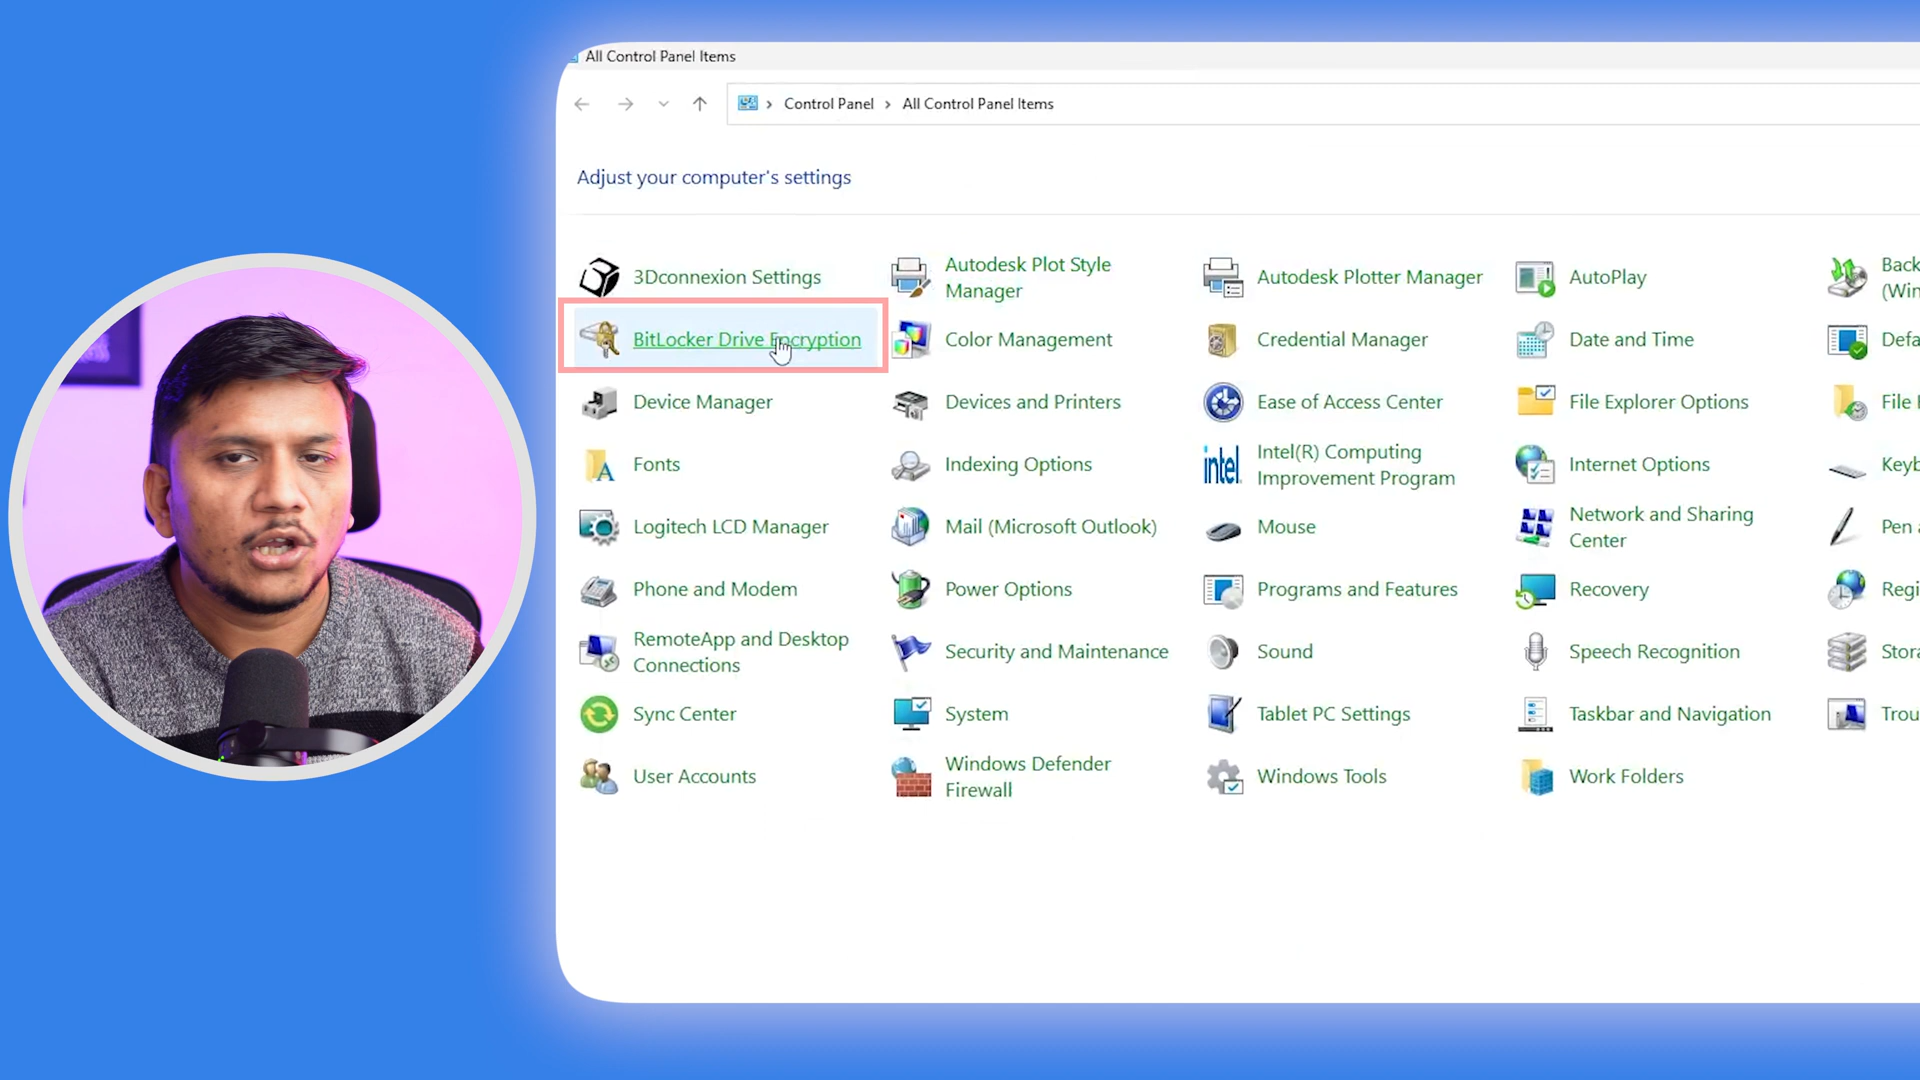 All Control Panel Items
Control Panel > All Control Panel Items
Adjust your computer's settings
3Dconnexion Settings
Autodesk Plot Style
Manager
Autodesk Plotter Manager
AutoPlay
BitLocker Drive Encryption
Color Management
Credential Manager
Date and Time
Device Manager
Devices and Printers
Ease of Access Center
File Explorer Options
File
Fonts
Indexing Options
intel
Intel(R) Computing
Improvement Program
Internet Options
Logitech LCD Manager
Mail (Microsoft Outlook)
Mouse
Network and Sharing
Center
Pen
Phone and Modem
Power Options
Programs and Features
Recovery
RemoteApp and Desktop
Connections
Security and Maintenance
Sound
Speech Recognition
Sync Center
System
Tablet PC Settings
Taskbar and Navigation
User Accounts
Windows Defender
Firewall
Windows Tools
Work Folders